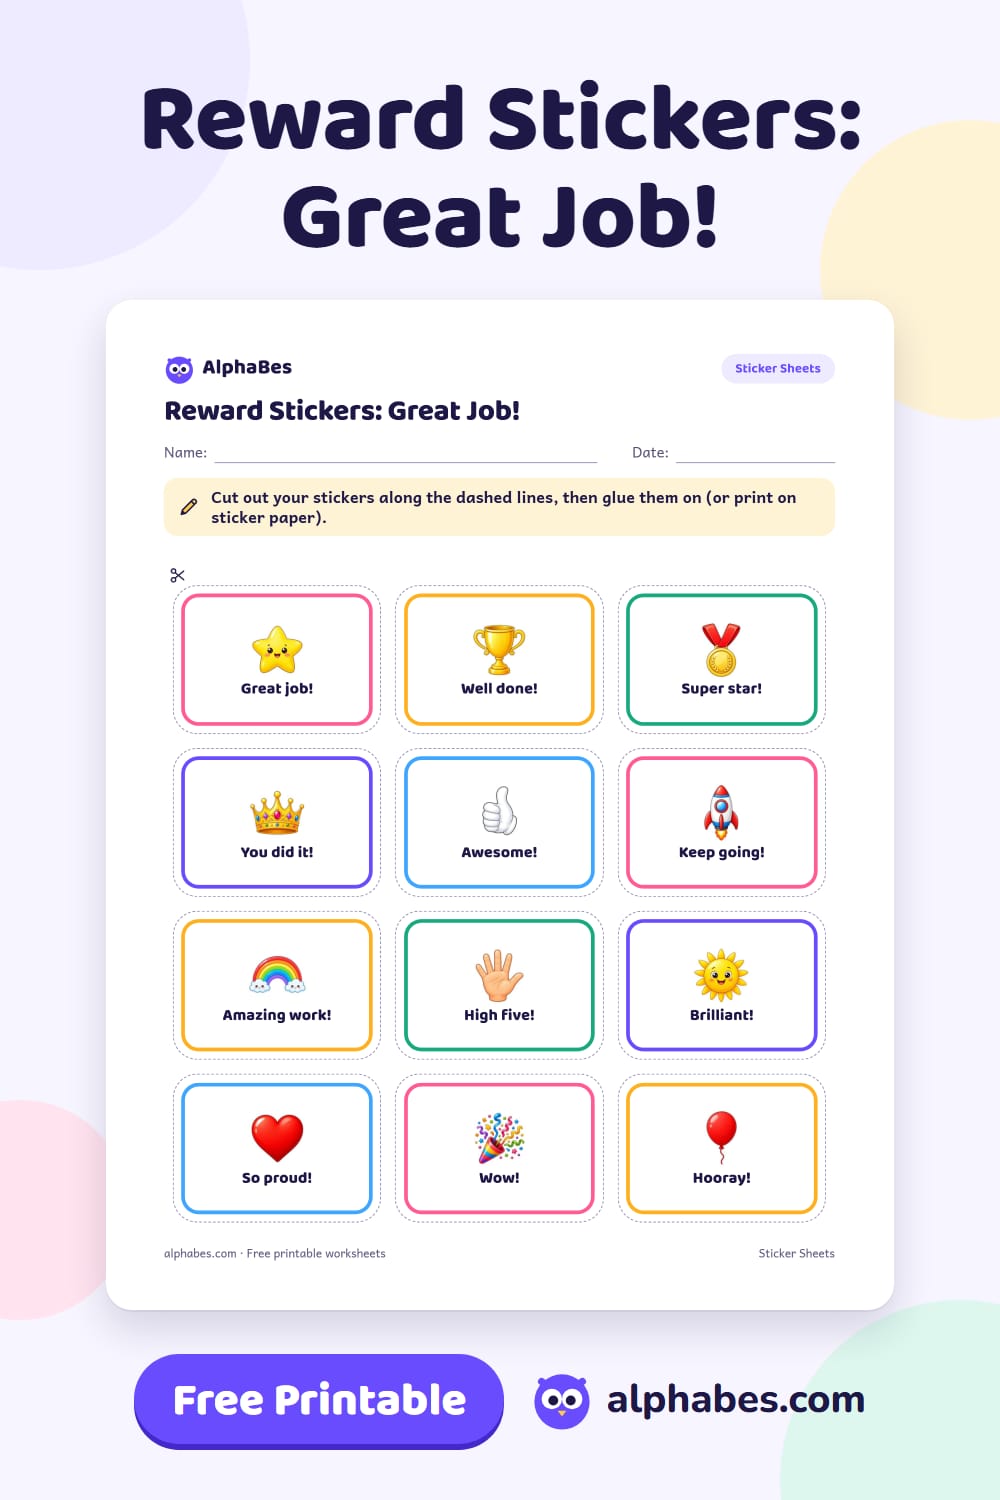 Reward Stickers:
Great Job!
AlphaBes
Sticker Sheets
Reward Stickers: Great Job!
Name:
Date:
Cut out your stickers along the dashed lines, then glue them on (or print on
sticker paper).
Great job!
Well done!
Super star!
You did it!
Awesome!
Keep going!
Amazing work!
High five!
Brilliant!
So proud!
Wow!
Hooray!
alphabes.com · Free printable worksheets
Sticker Sheets
Free Printable
alphabes.com